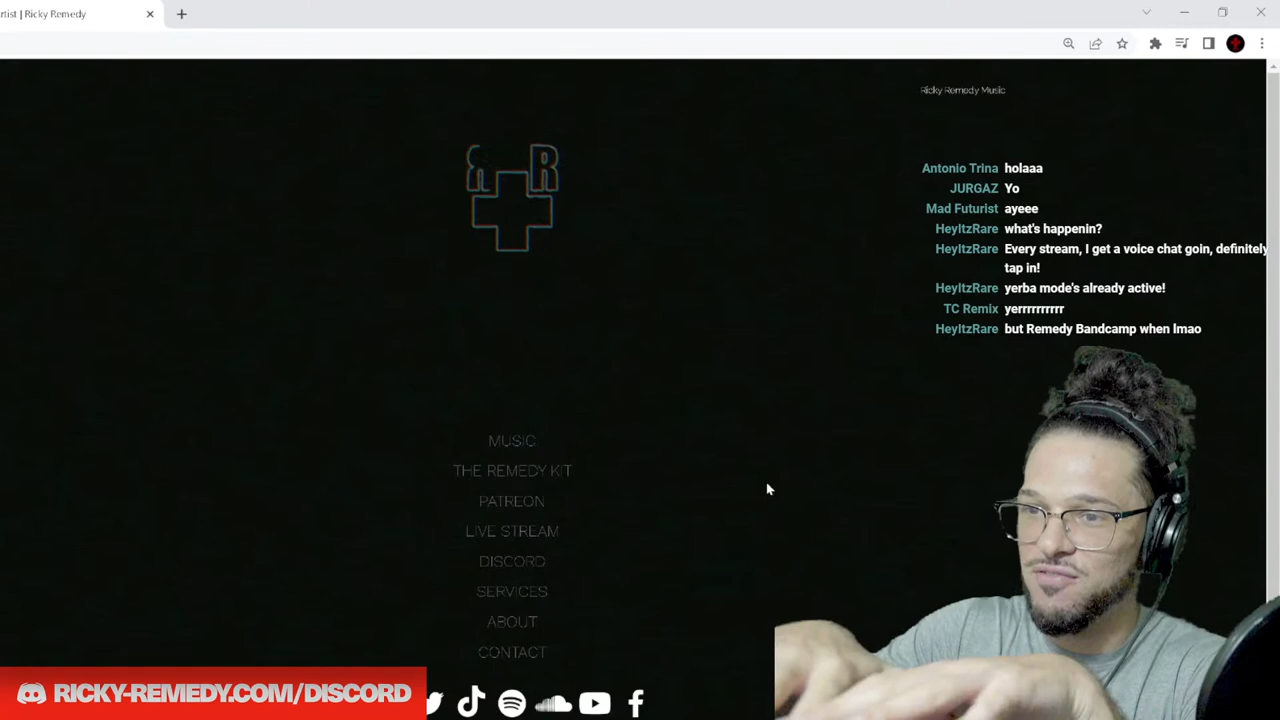 rtist | Ricky Remedy
Ricky Remedy Music
R R
Antonio Trina holaaa
JURGAZ Yo
Mad Futurist ayeee
HeyItzRare what's happenin?
HeyItzRare Every stream, I get a voice chat goin, definitely
tap in!
HeyItzRare yerba mode's already active!
TC Remix yerrrrrrrrr
HeyItzRare but Remedy Bandcamp when lmao
MUSIC
THE REMEDY KIT
PATREON
LIVE STREAM
DISCORD
SERVICES
ABOUT
CONTACT
RICKY-REMEDY.COM/DISCORD